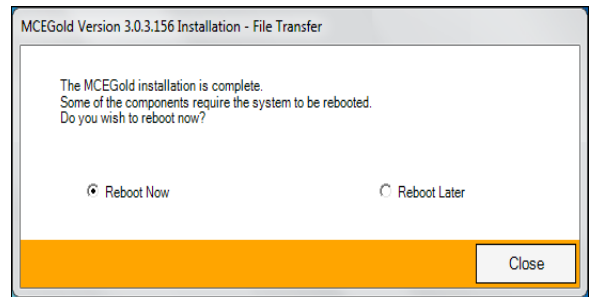 MCEGold Version 3.0.3.156 Installation - File Transfer
The MCEGold installation is complete.
Some of the components require the system to be rebooted.
Do you wish to reboot now?
Reboot Now Reboot Later
Close